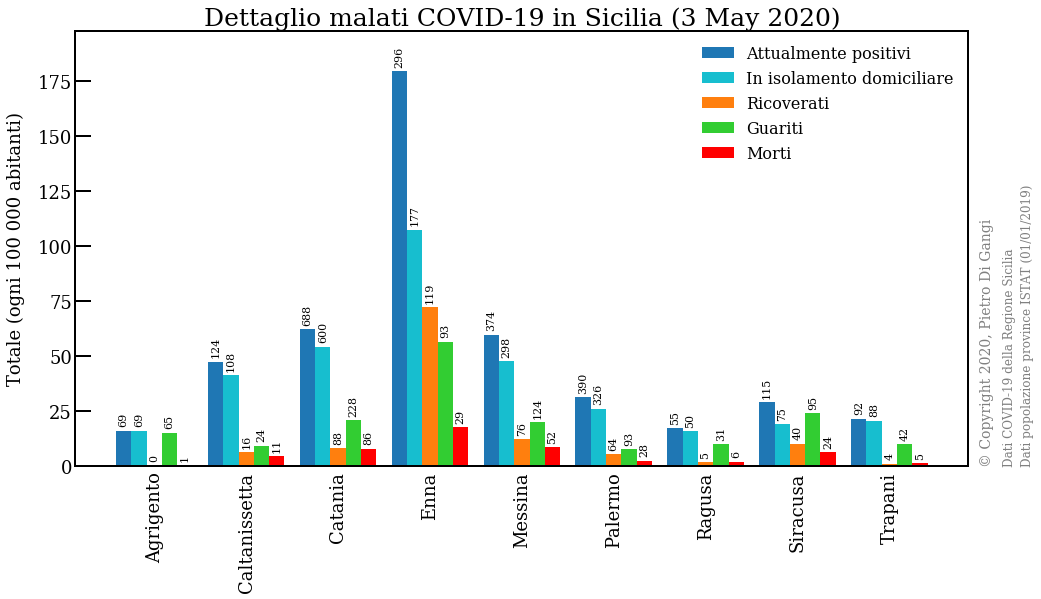 Dettaglio malati COVID-19 in Sicilia (3 May 2020)
Totale (ogni 100 000 abitanti)
175
150
125
100
75
50
25
0
Attualmente positivi
In isolamento domiciliare
Ricoverati
Guariti
Morti
69 69 0 65 1
124 108 16 24 11
688 600 88 228 86
296 177 119 93 29
374 298 76 124 52
390 326 64 93 28
55 50 5 31 6
115 75 40 95 24
92 88 4 42 5
Agrigento
Caltanissetta
Catania
Enna
Messina
Palermo
Ragusa
Siracusa
Trapani
© Copyright 2020, Pietro Di Gangi
Dati COVID-19 della Regione Sicilia
Dati popolazione province ISTAT (01/01/2019)